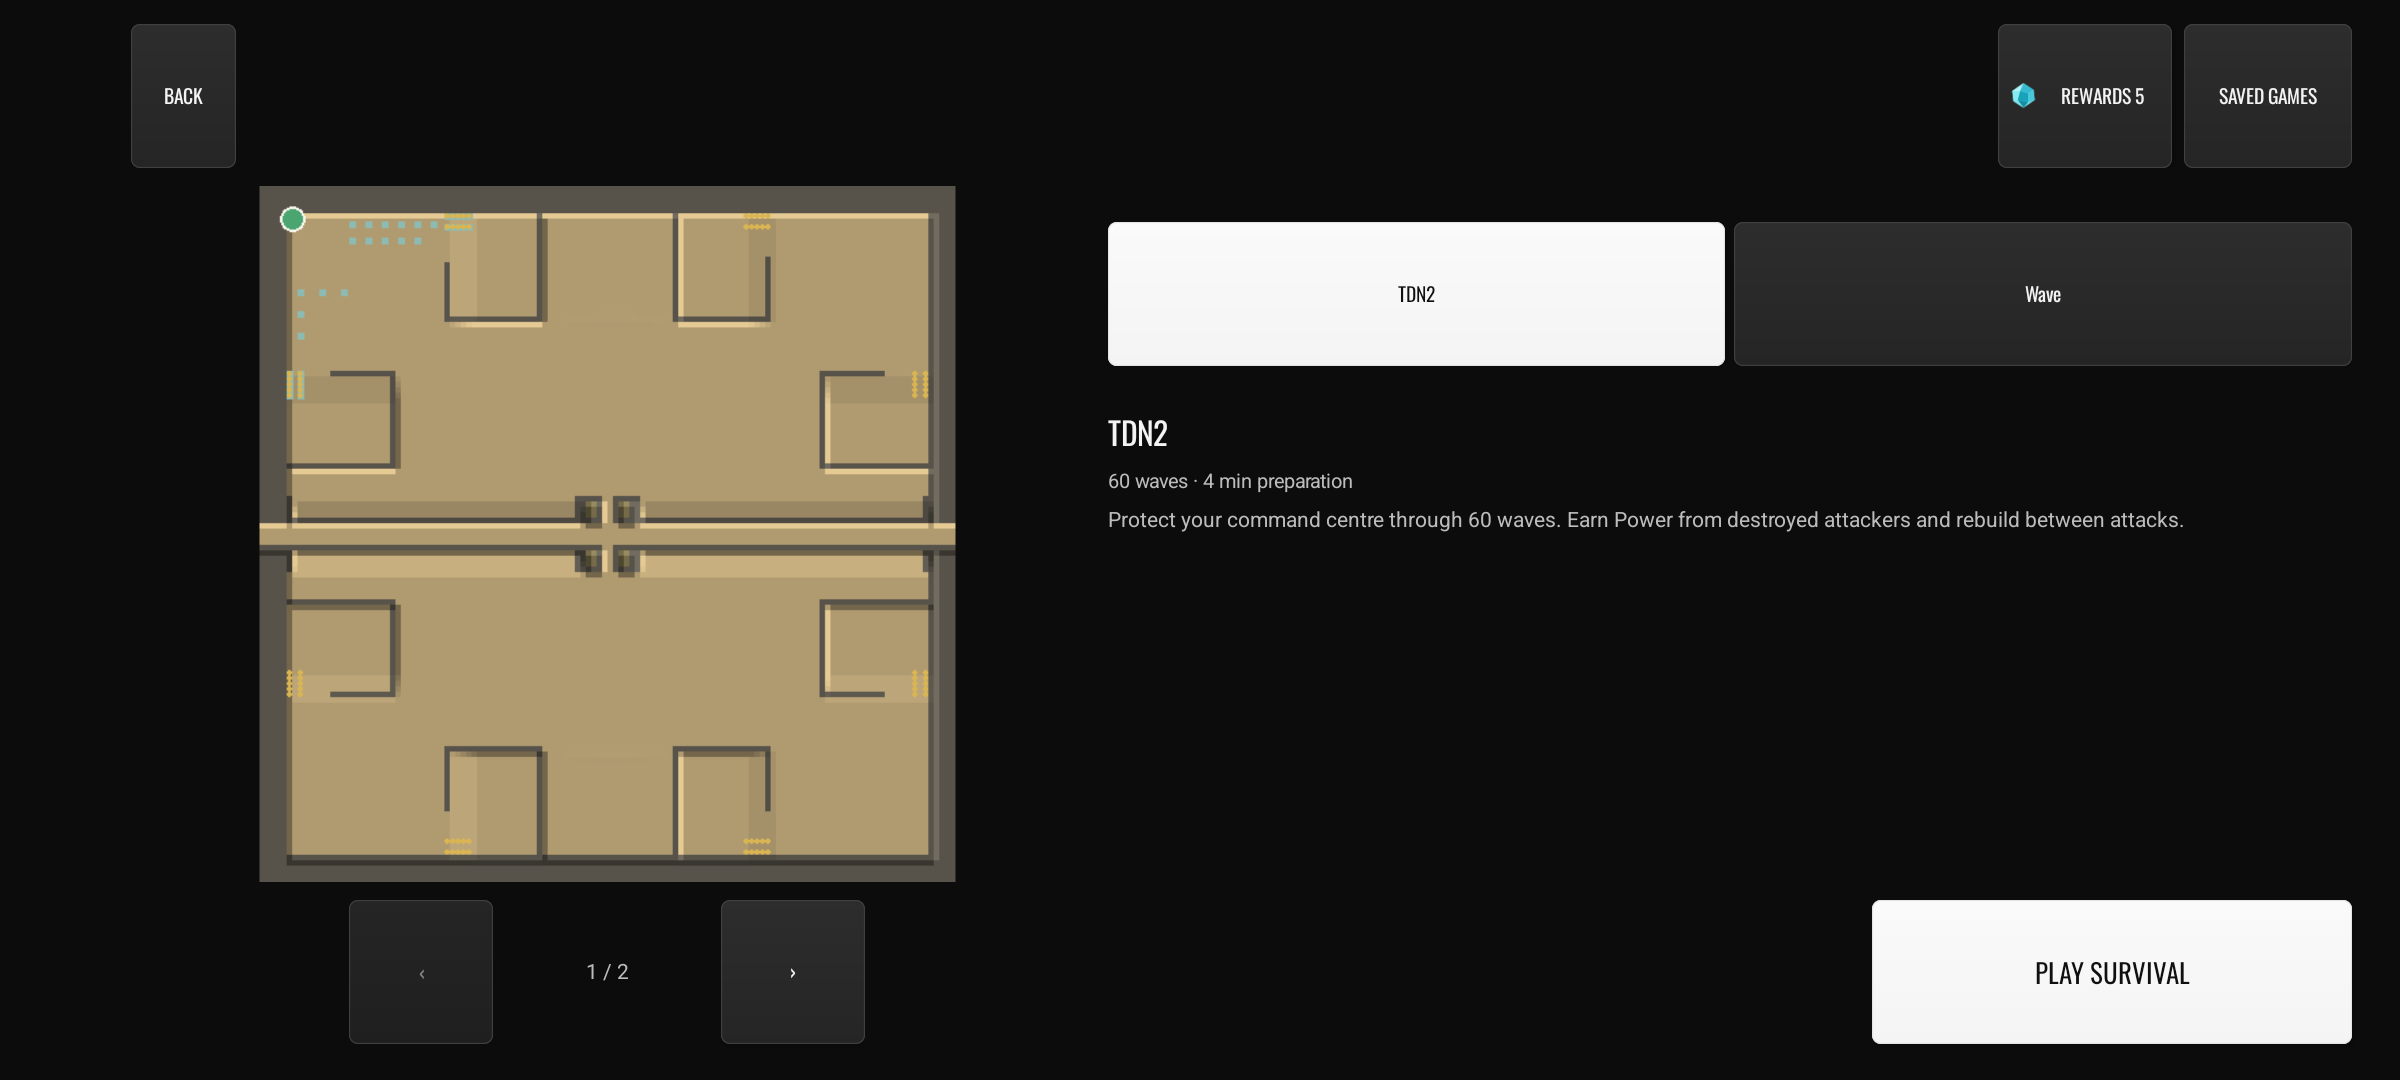 BACK
REWARDS 5
SAVED GAMES
TDN2
Wave
TDN2
60 waves · 4 min preparation
Protect your command centre through 60 waves. Earn Power from destroyed attackers and rebuild between attacks.
‹
1 / 2
›
PLAY SURVIVAL